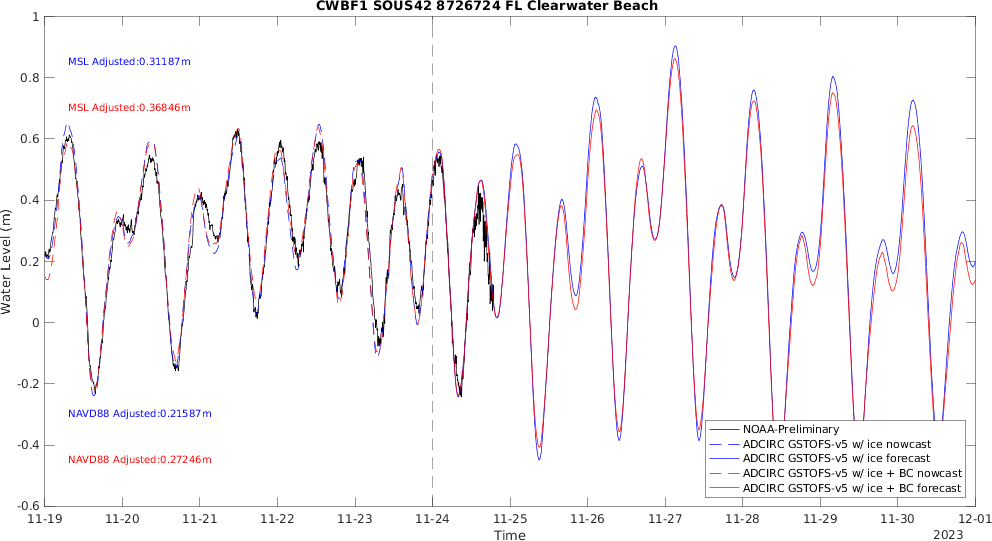 CWBF1 SOUS42 8726724 FL Clearwater Beach
MSL Adjusted:0.31187m
MSL Adjusted:0.36846m
NAVD88 Adjusted:0.21587m
NAVD88 Adjusted:0.27246m
Water Level (m)
1
0.8
0.6
0.4
0.2
0
-0.2
-0.4
-0.6
NOAA-Preliminary
ADCIRC GSTOFS-v5 w/ ice nowcast
ADCIRC GSTOFS-v5 w/ ice forecast
ADCIRC GSTOFS-v5 w/ ice + BC nowcast
ADCIRC GSTOFS-v5 w/ ice + BC forecast
11-19 11-20 11-21 11-22 11-23 11-24 11-25 11-26 11-27 11-28 11-29 11-30 12-01
Time
2023